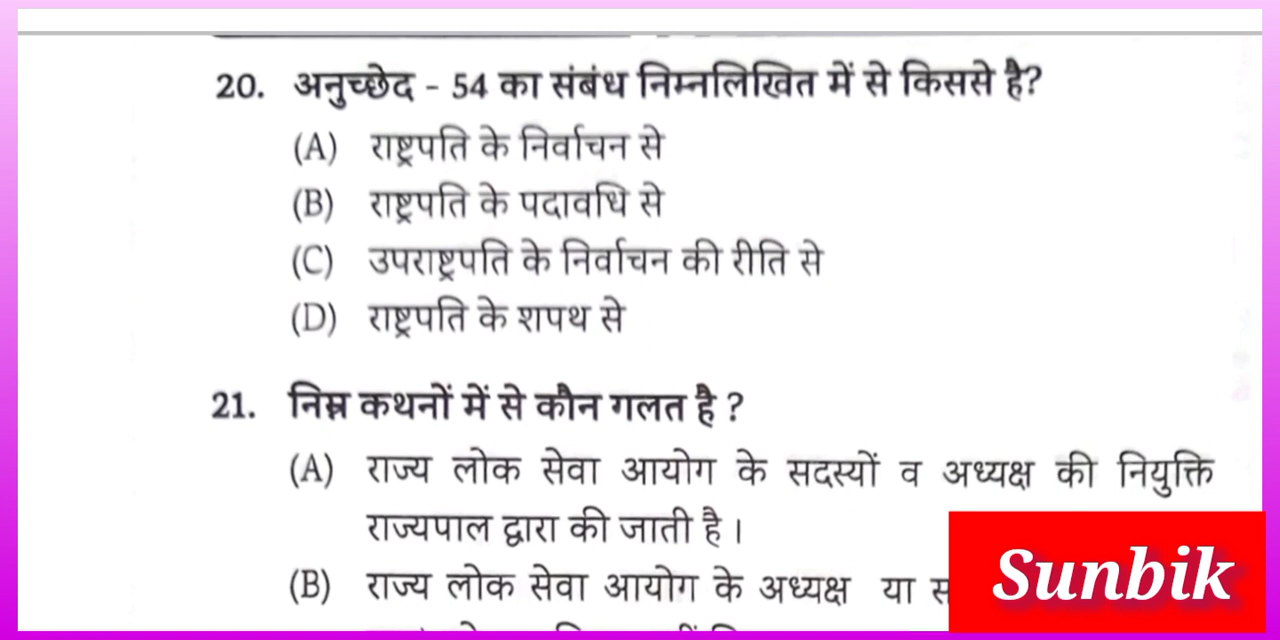 20. अनुच्छेद - 54 का संबंध निम्नलिखित में से किससे है?
(A) राष्ट्रपति के निर्वाचन से
(B) राष्ट्रपति के पदावधि से
(C) उपराष्ट्रपति के निर्वाचन की रीति से
(D) राष्ट्रपति के शपथ से
21. निम्न कथनों में से कौन गलत है ?
(A) राज्य लोक सेवा आयोग के सदस्यों व अध्यक्ष की नियुक्ति
राज्यपाल द्वारा की जाती है ।
(B) राज्य लोक सेवा आयोग के अध्यक्ष या
Sunbik